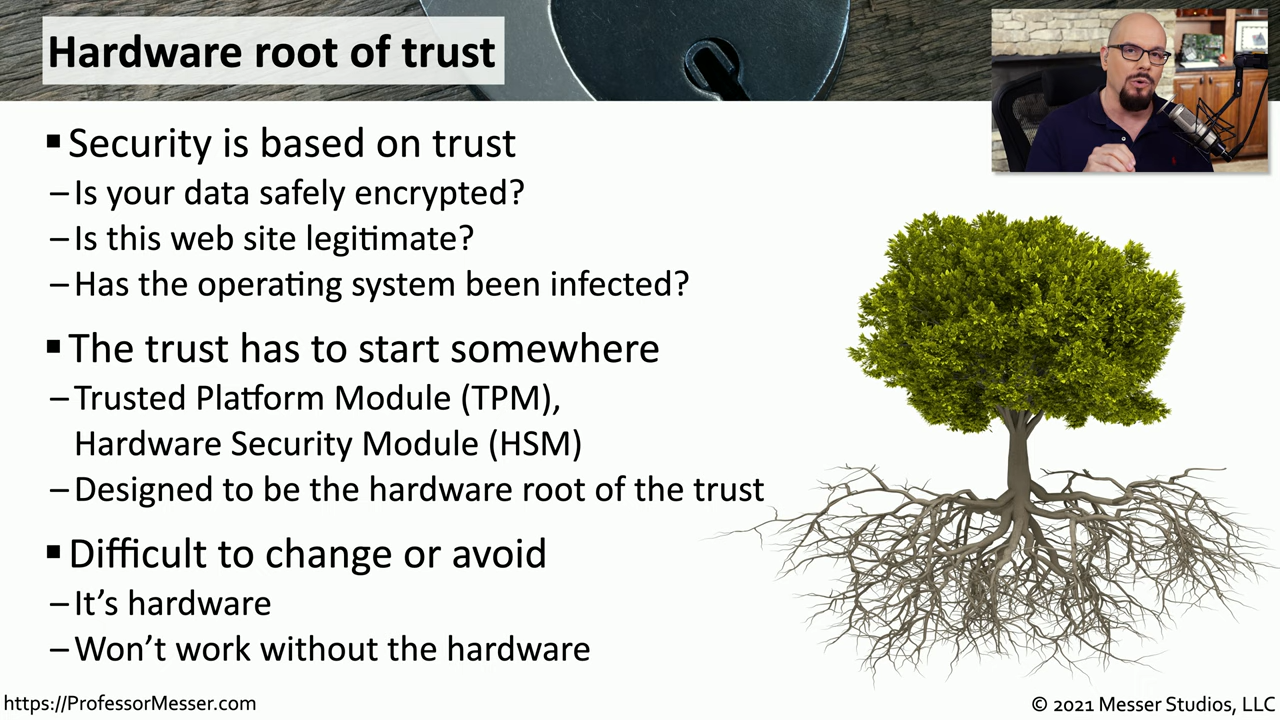 Hardware root of trust
▪ Security is based on trust
– Is your data safely encrypted?
– Is this web site legitimate?
– Has the operating system been infected?
▪ The trust has to start somewhere
– Trusted Platform Module (TPM),
Hardware Security Module (HSM)
– Designed to be the hardware root of the trust
▪ Difficult to change or avoid
– It’s hardware
– Won’t work without the hardware
https://ProfessorMesser.com
© 2021 Messer Studios, LLC